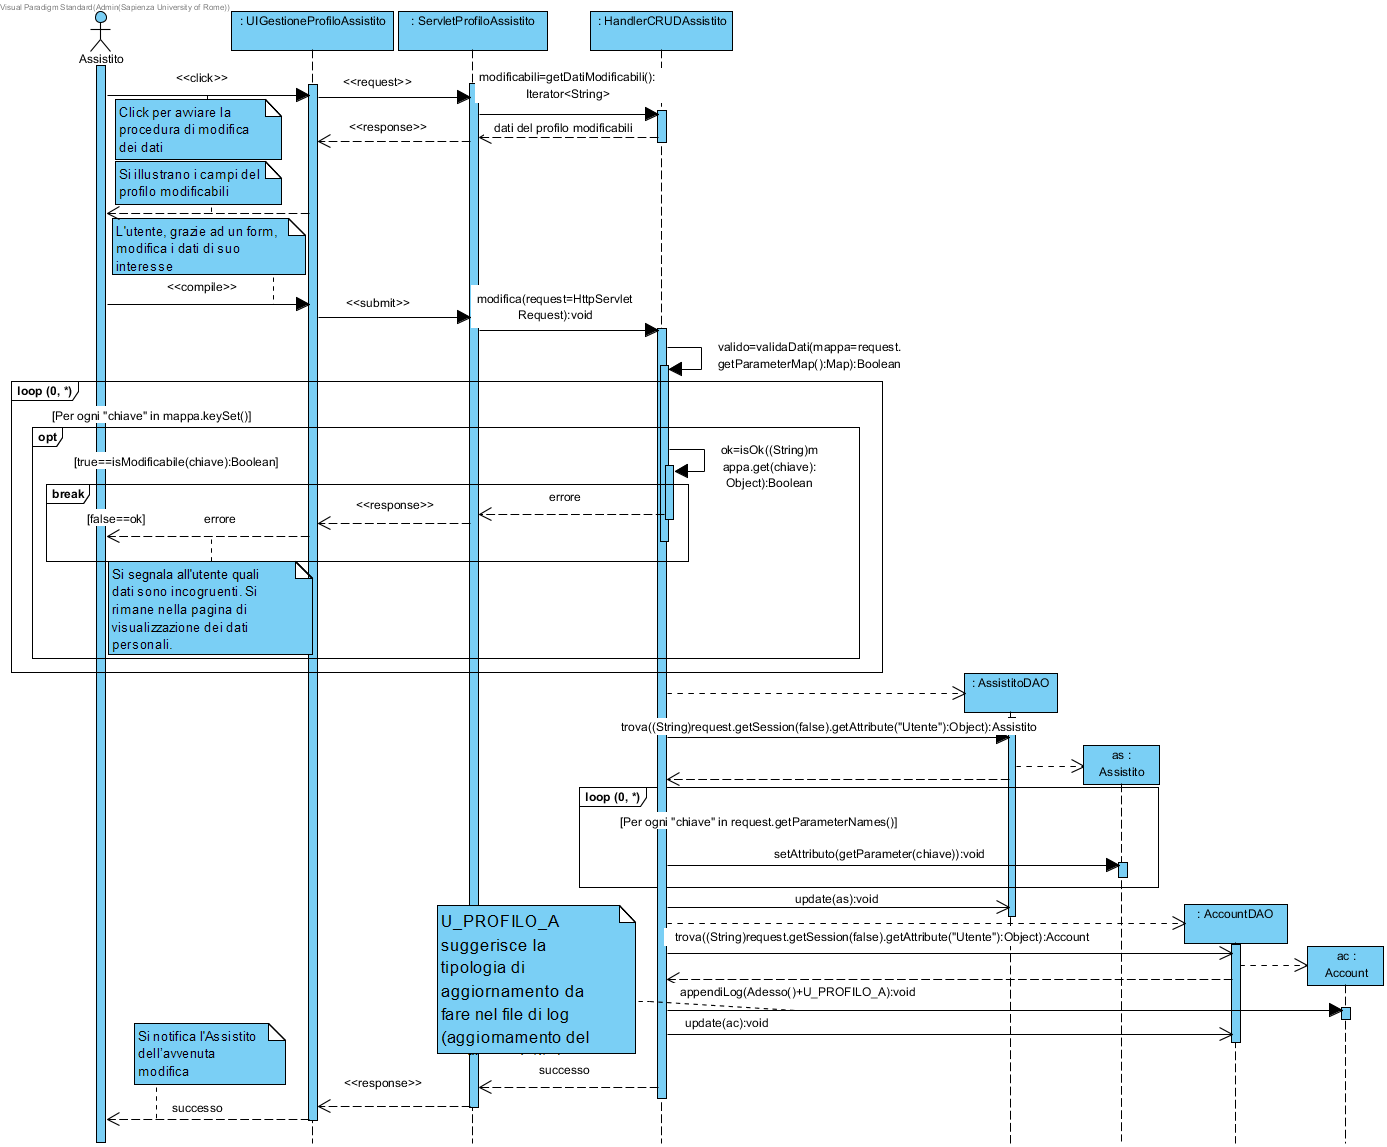 Visual Paradigm Standard(Admin(Sapienza University of Rome))
: UIGestioneProfiloAssistito
: ServletProfiloAssistito
: HandlerCRUDAssistito
Assistito
<<click>>
<<request>>
modificabili=getDatiModificabili():
Iterator<String>
Click per avviare la
procedura di modifica
dei dati
<<response>>
dati del profilo modificabili
Si illustrano i campi del
profilo modificabili
L'utente, grazie ad un form,
modifica i dati di suo
interesse
<<compile>>
<<submit>>
modifica(request=HttpServlet
Request):void
valido=validaDati(mappa=request.
getParameterMap():Map):Boolean
loop (0, *)
[Per ogni "chiave" in mappa.keySet()]
opt
[true==isModificabile(chiave):Boolean]
ok=isOk((String)m
appa.get(chiave):
Object):Boolean
break
[false==ok]
errore
<<response>>
errore
Si segnala all'utente quali
dati sono incogruenti. Si
rimane nella pagina di
visualizzazione dei dati
personali.
: AssistitoDAO
trova((String)request.getSession(false).getAttribute("Utente"):Object):Assistito
as :
Assistito
loop (0, *)
[Per ogni "chiave" in request.getParameterNames()]
setAttributo(getParameter(chiave)):void
update(as):void
: AccountDAO
U_PROFILO_A
suggerisce la
tipologia di
aggiornamento da
fare nel file di log
(aggiornamento del
trova((String)request.getSession(false).getAttribute("Utente"):Object):Account
ac :
Account
appendiLog(Adesso()+U_PROFILO_A):void
update(ac):void
Si notifica l'Assistito
dell'avvenuta
modifica
successo
<<response>>
successo